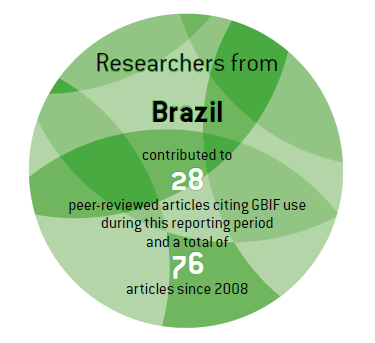 Researchers from
Brazil
contributed to
28
peer-reviewed articles citing GBIF use
during this reporting period
and a total of
76
articles since 2008